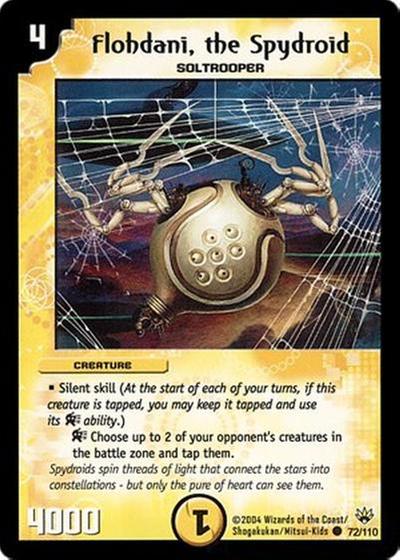 4
Flohdani, the Spydroid
SOLTROOPER
CREATURE
▪ Silent skill (At the start of each of your turns, if this
creature is tapped, you may keep it tapped and use
its ability.)
Choose up to 2 of your opponent's creatures in
the battle zone and tap them.
Spydroids spin threads of light that connect the stars into
constellations - but only the pure of heart can see them.
4000
1
©2004 Wizards of the Coast/
Shogakukan/Mitsui-Kids ● 72/110